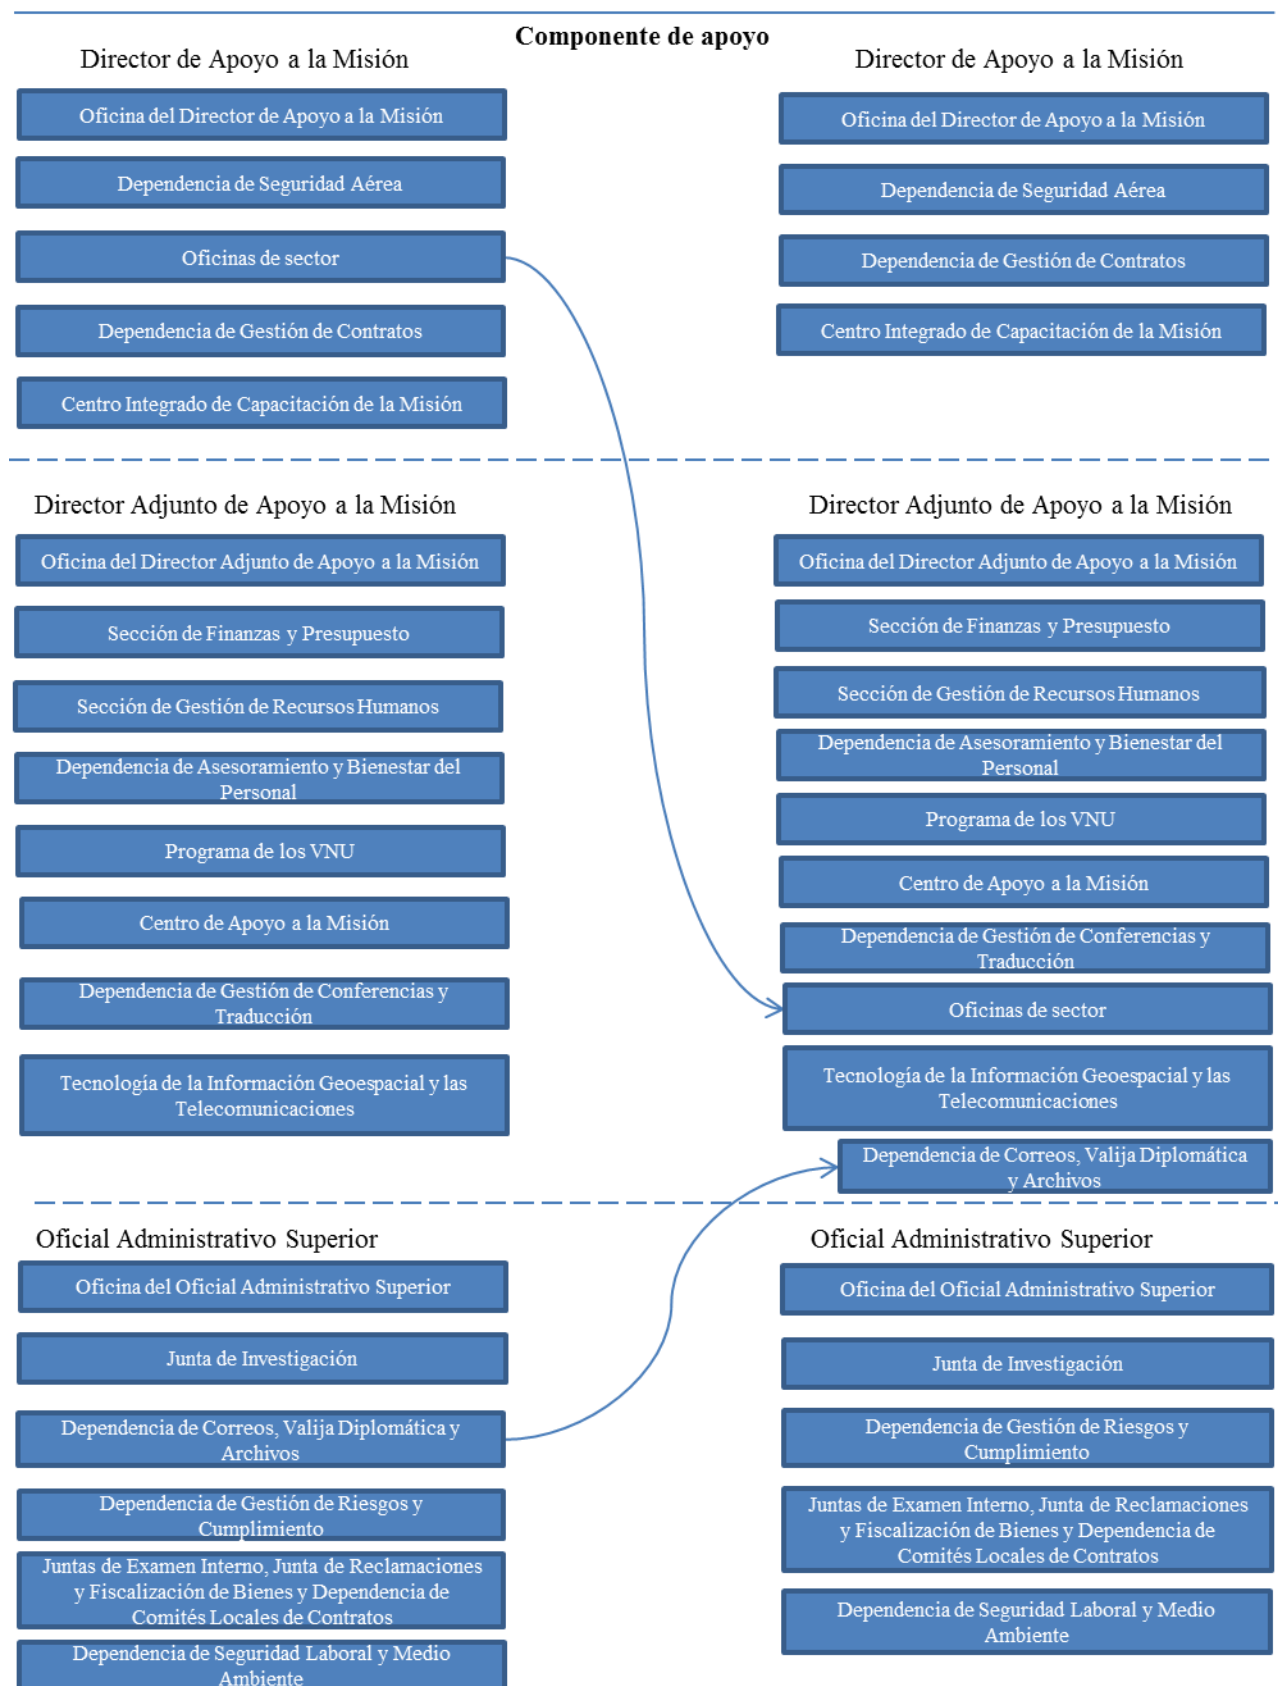 Componente de apoyo
Director de Apoyo a la Misión
Oficina del Director de Apoyo a la Misión
Dependencia de Seguridad Aérea
Oficinas de sector
Dependencia de Gestión de Contratos
Centro Integrado de Capacitación de la Misión
Director de Apoyo a la Misión
Oficina del Director de Apoyo a la Misión
Dependencia de Seguridad Aérea
Dependencia de Gestión de Contratos
Centro Integrado de Capacitación de la Misión
Director Adjunto de Apoyo a la Misión
Oficina del Director Adjunto de Apoyo a la Misión
Sección de Finanzas y Presupuesto
Sección de Gestión de Recursos Humanos
Dependencia de Asesoramiento y Bienestar del
Personal
Programa de los VNU
Centro de Apoyo a la Misión
Dependencia de Gestión de Conferencias y
Traducción
Tecnología de la Información Geoespacial y las
Telecomunicaciones
Director Adjunto de Apoyo a la Misión
Oficina del Director Adjunto de Apoyo a la Misión
Sección de Finanzas y Presupuesto
Sección de Gestión de Recursos Humanos
Dependencia de Asesoramiento y Bienestar del
Personal
Programa de los VNU
Centro de Apoyo a la Misión
Dependencia de Gestión de Conferencias y
Traducción
Oficinas de sector
Tecnología de la Información Geoespacial y las
Telecomunicaciones
Dependencia de Correos, Valija Diplomática
y Archivos
Oficial Administrativo Superior
Oficina del Oficial Administrativo Superior
Junta de Investigación
Dependencia de Correos, Valija Diplomática y
Archivos
Dependencia de Gestión de Riesgos y
Cumplimiento
Juntas de Examen Interno, Junta de Reclamaciones
y Fiscalización de Bienes y Dependencia de
Comités Locales de Contratos
Dependencia de Seguridad Laboral y Medio
Ambiente
Oficial Administrativo Superior
Oficina del Oficial Administrativo Superior
Junta de Investigación
Dependencia de Gestión de Riesgos y
Cumplimiento
Juntas de Examen Interno, Junta de Reclamaciones
y Fiscalización de Bienes y Dependencia de
Comités Locales de Contratos
Dependencia de Seguridad Laboral y Medio
Ambiente